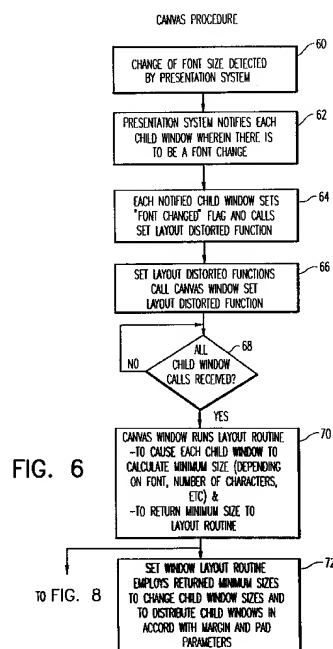 CANVAS PROCEDURE
60
CHANGE OF FONT SIZE DETECTED
BY PRESENTATION SYSTEM
62
PRESENTATION SYSTEM NOTIFIES EACH
CHILD WINDOW WHEREIN THERE IS
TO BE A FONT CHANGE
64
EACH NOTIFIED CHILD WINDOW SETS
"FONT CHANGED" FLAG AND CALLS
SET LAYOUT DISTORTED FUNCTION
66
SET LAYOUT DISTORTED FUNCTIONS
CALL CANVAS WINDOW SET
LAYOUT DISTORTED FUNCTION
68
ALL
CHILD WINDOW
CALLS RECEIVED?
NO
YES
70
CANVAS WINDOW RUNS LAYOUT ROUTINE
-TO CAUSE EACH CHILD WINDOW TO
CALCULATE MINIMUM SIZE (DEPENDING
ON FONT, NUMBER OF CHARACTERS,
ETC) &
-TO RETURN MINIMUM SIZE TO
LAYOUT ROUTINE
FIG. 6
72
SET WINDOW LAYOUT ROUTINE
EMPLOYS RETURNED MINIMUM SIZES
TO CHANGE CHILD WINDOW SIZES AND
TO DISTRIBUTE CHILD WINDOWS IN
ACCORD WITH MARGIN AND PAD
PARAMETERS
TO FIG. 8